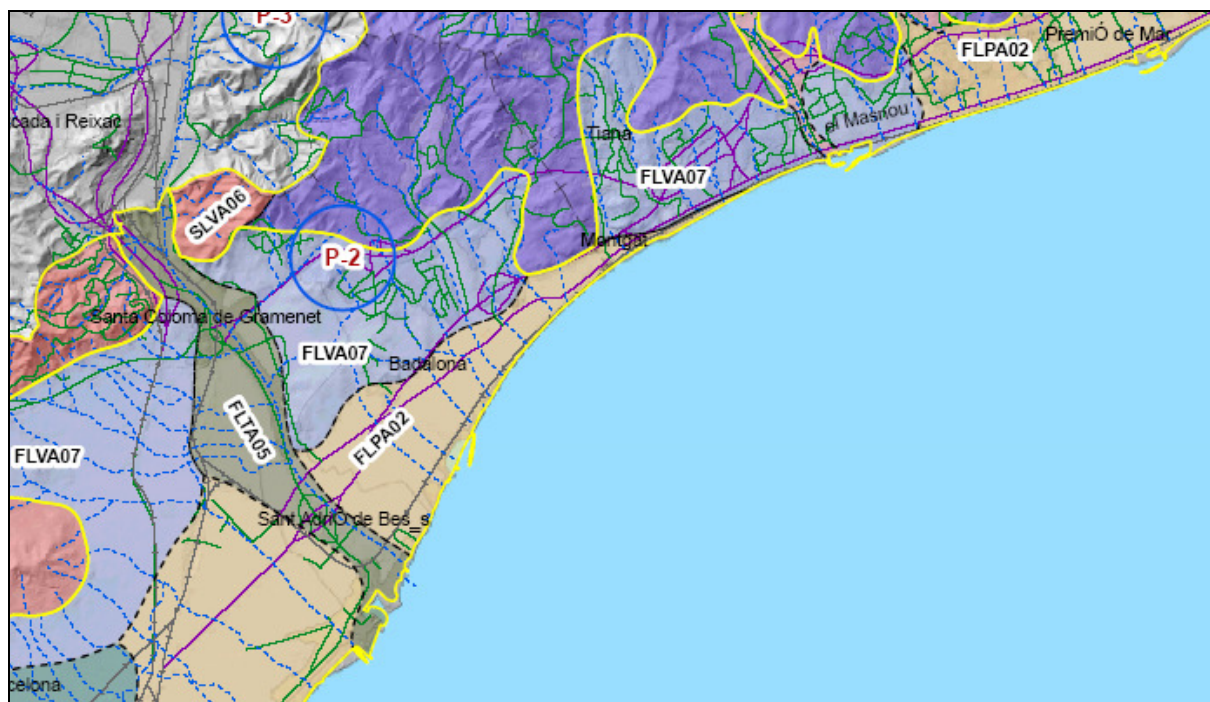 P-3
PremiÓ de Mar
FLPA02
cada i Reixac
el Masnou
Tiana
FLVA07
SLVA06
Montgat
P-2
Santa Coloma de Gramenet
FLVA07
Badalona
FLTA05
FLPA02
FLVA07
Sant AdriÓ de Bes_s
celona